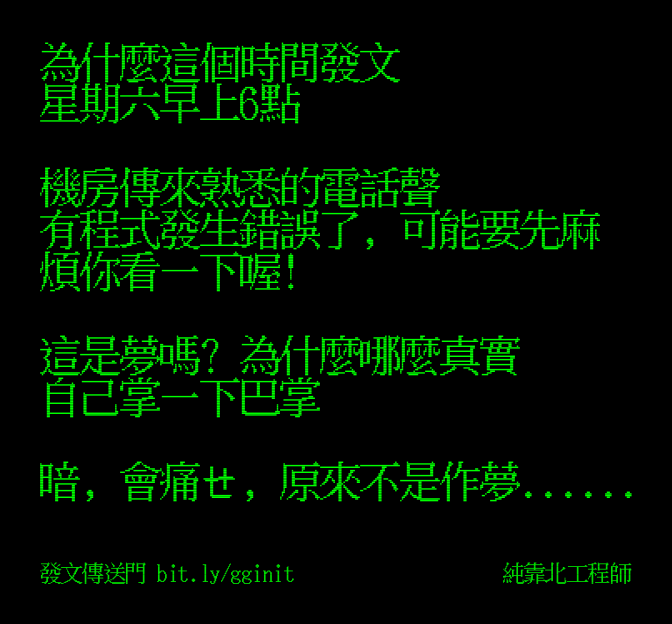 為什麼這個時間發文
星期六早上6點
機房傳來熟悉的電話聲
有程式發生錯誤了，可能要先麻
煩你看一下喔!
這是夢嗎? 為什麼哪麼真實
自己掌一下巴掌
暗，會痛ㄝ，原來不是作夢......
發文傳送門 bit.ly/gginit
純靠北工程師